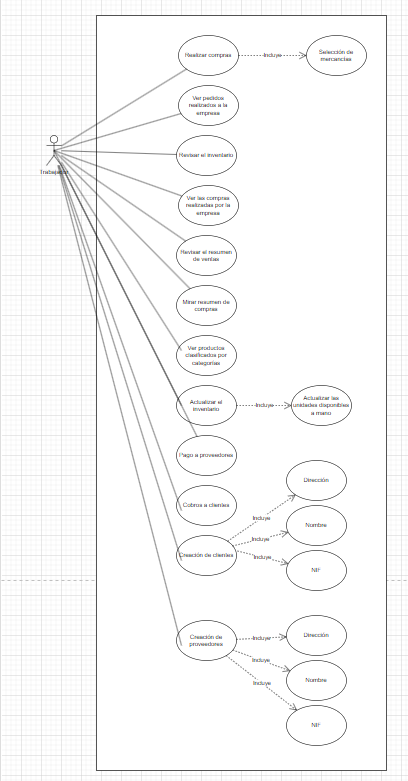 Realizar compras
Incluye
Selección de
mercancías
Ver pedidos
realizados a la
empresa
Trabajador
Revisar el inventario
Ver las compras
realizadas por la
empresa
Revisar el resumen
de ventas
Mirar resumen de
compras
Ver productos
clasificados por
categorías
Actualizar el
inventario
Incluye
Actualizar las
unidades disponibles
a mano
Pago a proveedores
Cobros a clientes
Creación de clientes
Incluye
Dirección
Incluye
Nombre
Incluye
NIF
Creación de
proveedores
Incluye
Dirección
Incluye
Nombre
Incluye
NIF